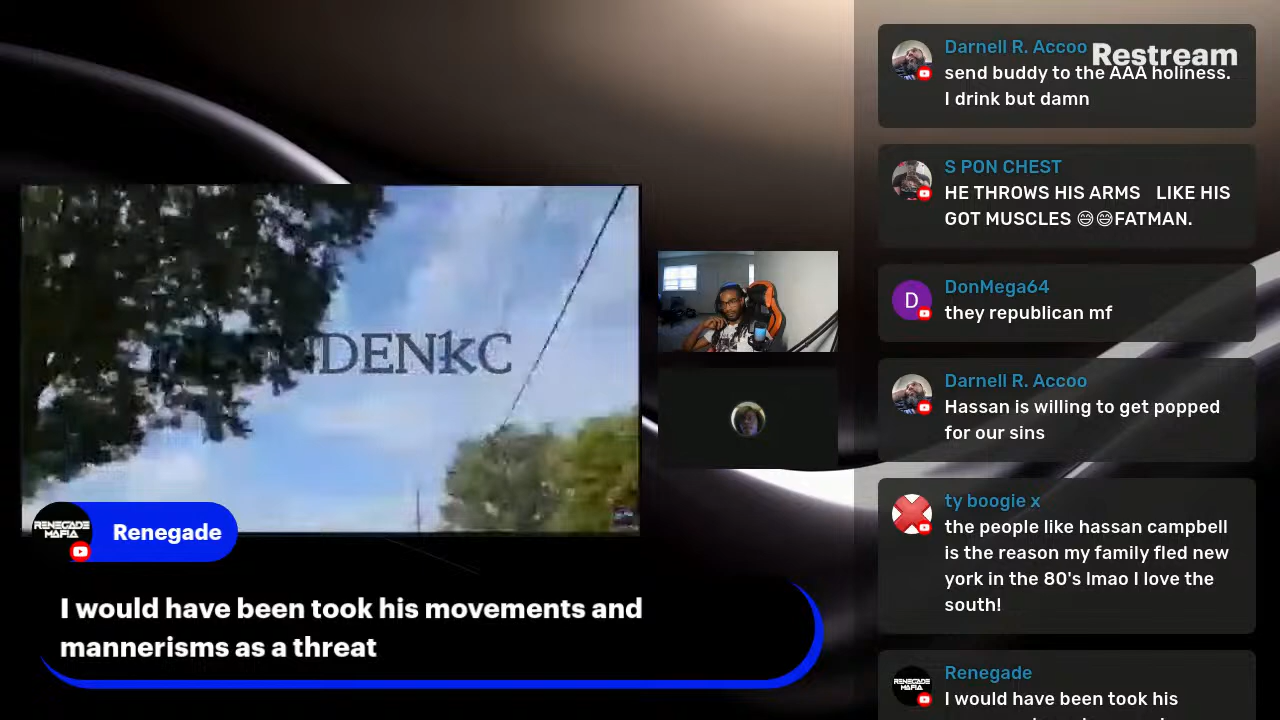 Restream
Darnell R. Accoo
send buddy to the AAA holiness.
I drink but damn
S PON CHEST
HE THROWS HIS ARMS LIKE HIS
GOT MUSCLES 😄😄FATMAN.
D
DonMega64
they republican mf
Darnell R. Accoo
Hassan is willing to get popped
for our sins
ty boogie x
the people like hassan campbell
is the reason my family fled new
york in the 80's lmao I love the
south!
RENEGADE
MAFIA
Renegade
I would have been took his
DENkC
RENEGADE
MAFIA
Renegade
I would have been took his movements and
mannerisms as a threat